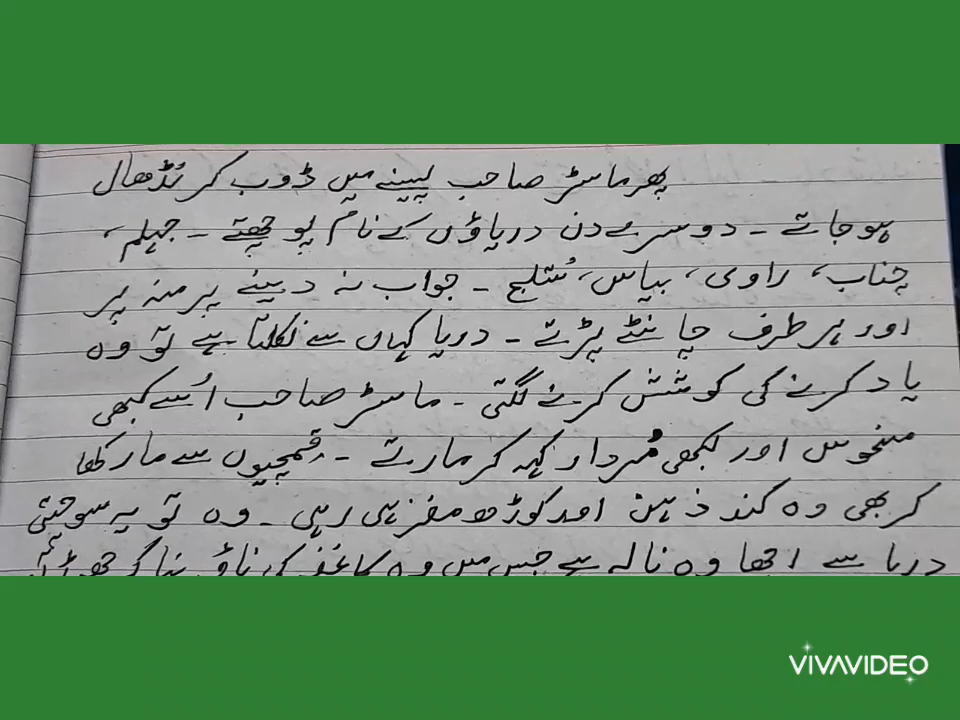 پھر ماسٹر صاحب پسینے میں ڈوب کر نُڈھال
ہو جاتے ۔ دوسرے دن دریاؤں کے نام پوچھتے ۔ جہلم،
چناب، راوی، بیاس، سُتلج ۔ جواب نہ دینے پر منہ پر
اور ہر طرف چانٹے پڑتے ۔ دریا کہاں سے نکلتا ہے تو وہ
یاد کرنے کی کوشش کرنے لگتی ۔ ماسٹر صاحب اُسے کبھی
منحوس اور کبھی مُردار کہہ کر مارتے ۔ قمچیوں سے مار کھا
کر بھی وہ کند ذہن اور کوڑھ مغز ہی رہی ۔ وہ تو یہ سوچتی
دریا سے اچھا وہ نالہ ہے جس میں وہ کاغذ کی ناؤ بنا کر
VIVAVIDEO